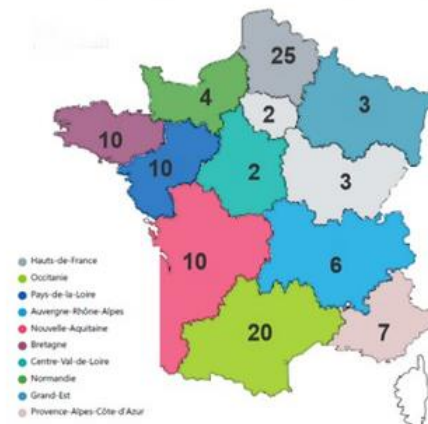 25
4
2
3
10
10
2
3
10
6
20
7
Hauts-de-France
Occitanie
Pays-de-la-Loire
Auvergne-Rhône-Alpes
Nouvelle-Aquitaine
Bretagne
Centre-Val-de-Loire
Normandie
Grand-Est
Provence-Alpes-Côte-d'Azur